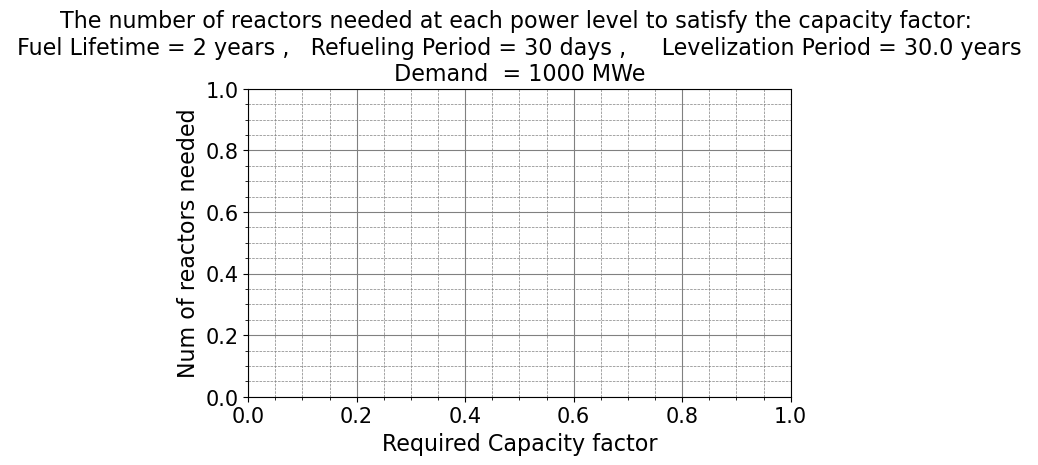 The number of reactors needed at each power level to satisfy the capacity factor:
Fuel Lifetime = 2 years ,   Refueling Period = 30 days ,     Levelization Period = 30.0 years
Demand  = 1000 MWe
Num of reactors needed
1.0
0.8
0.6
0.4
0.2
0.0
0.0 0.2 0.4 0.6 0.8 1.0
Required Capacity factor